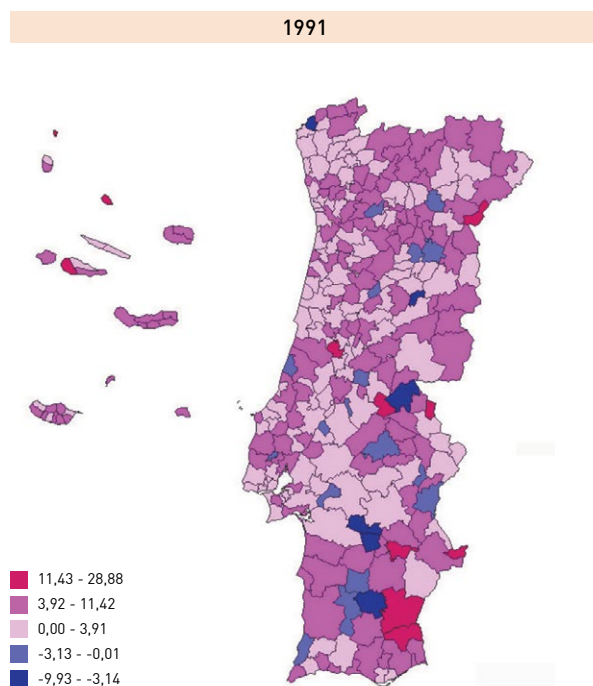 1991
11,43 - 28,88
3,92 - 11,42
0,00 - 3,91
-3,13 - -0,01
-9,93 - -3,14